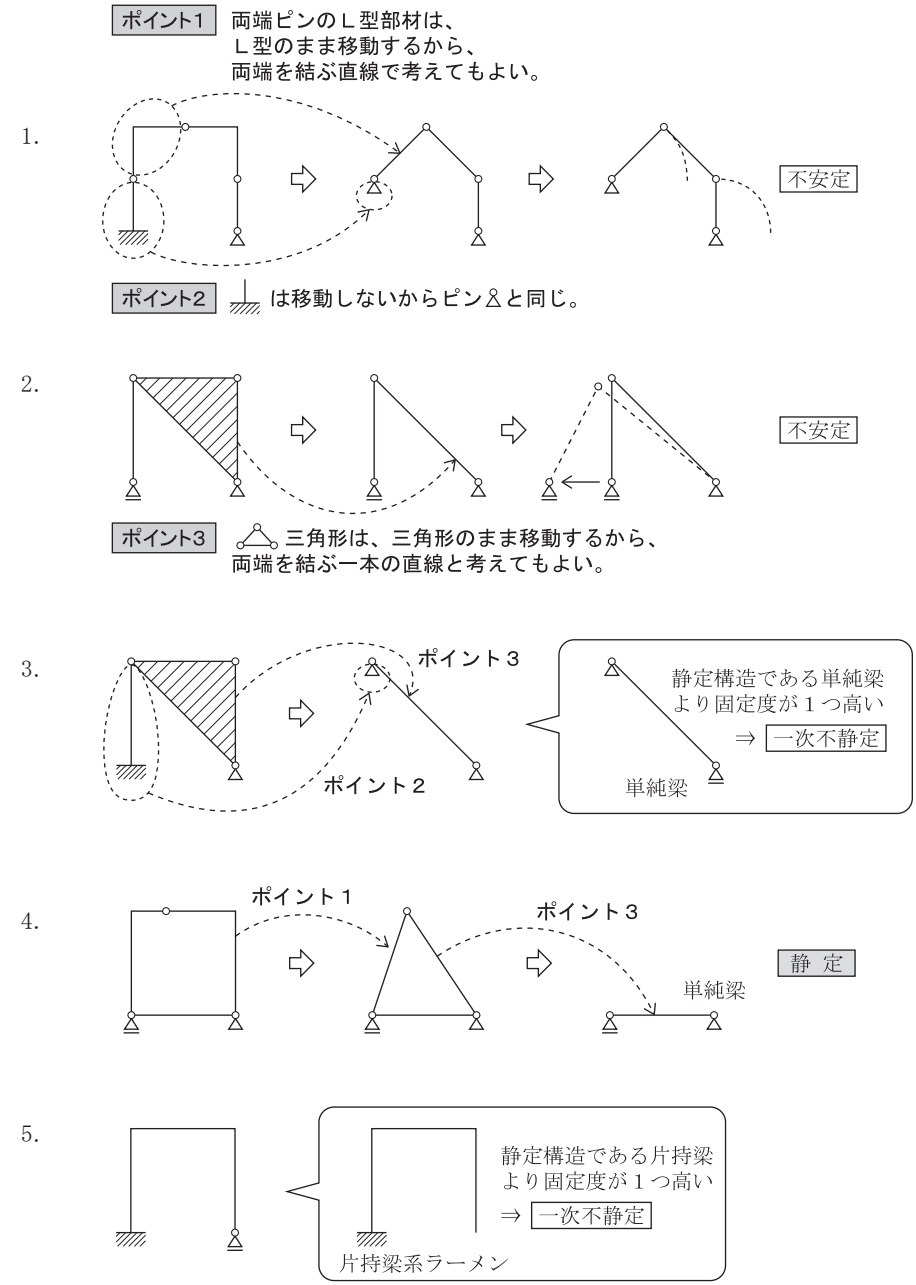 ポイント1 両端ピンのL型部材は、
L型のまま移動するから、
両端を結ぶ直線で考えてもよい。
1.
不安定
ポイント2 は移動しないからピンと同じ。
2.
不安定
ポイント3 三角形は、三角形のまま移動するから、
両端を結ぶ一本の直線と考えてもよい。
3.
ポイント3
ポイント2
静定構造である単純梁
より固定度が1つ高い
⇒ 一次不静定
単純梁
4.
ポイント1
ポイント3
静定
単純梁
5.
静定構造である片持梁
より固定度が1つ高い
⇒ 一次不静定
片持梁系ラーメン